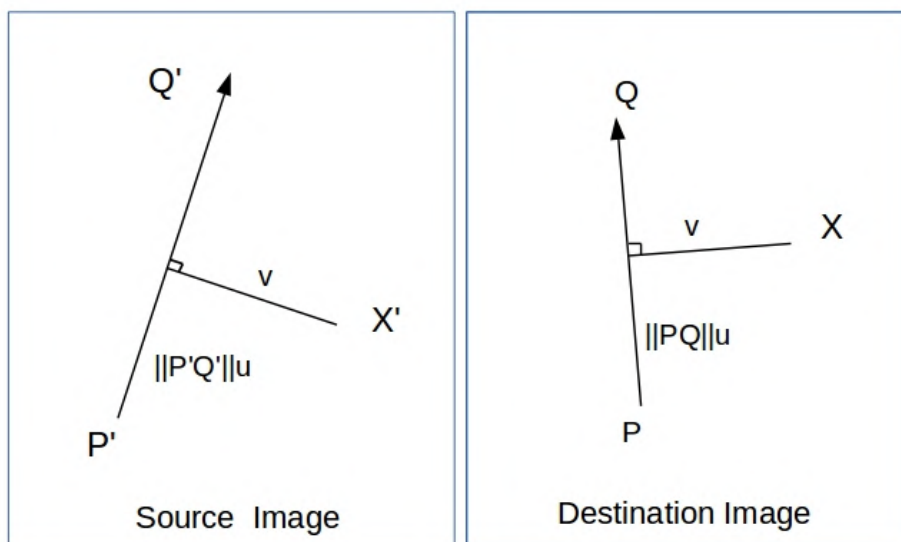 Q'
v
X'
||P'Q'||u
P'
Source Image
Q
v
X
||PQ||u
P
Destination Image